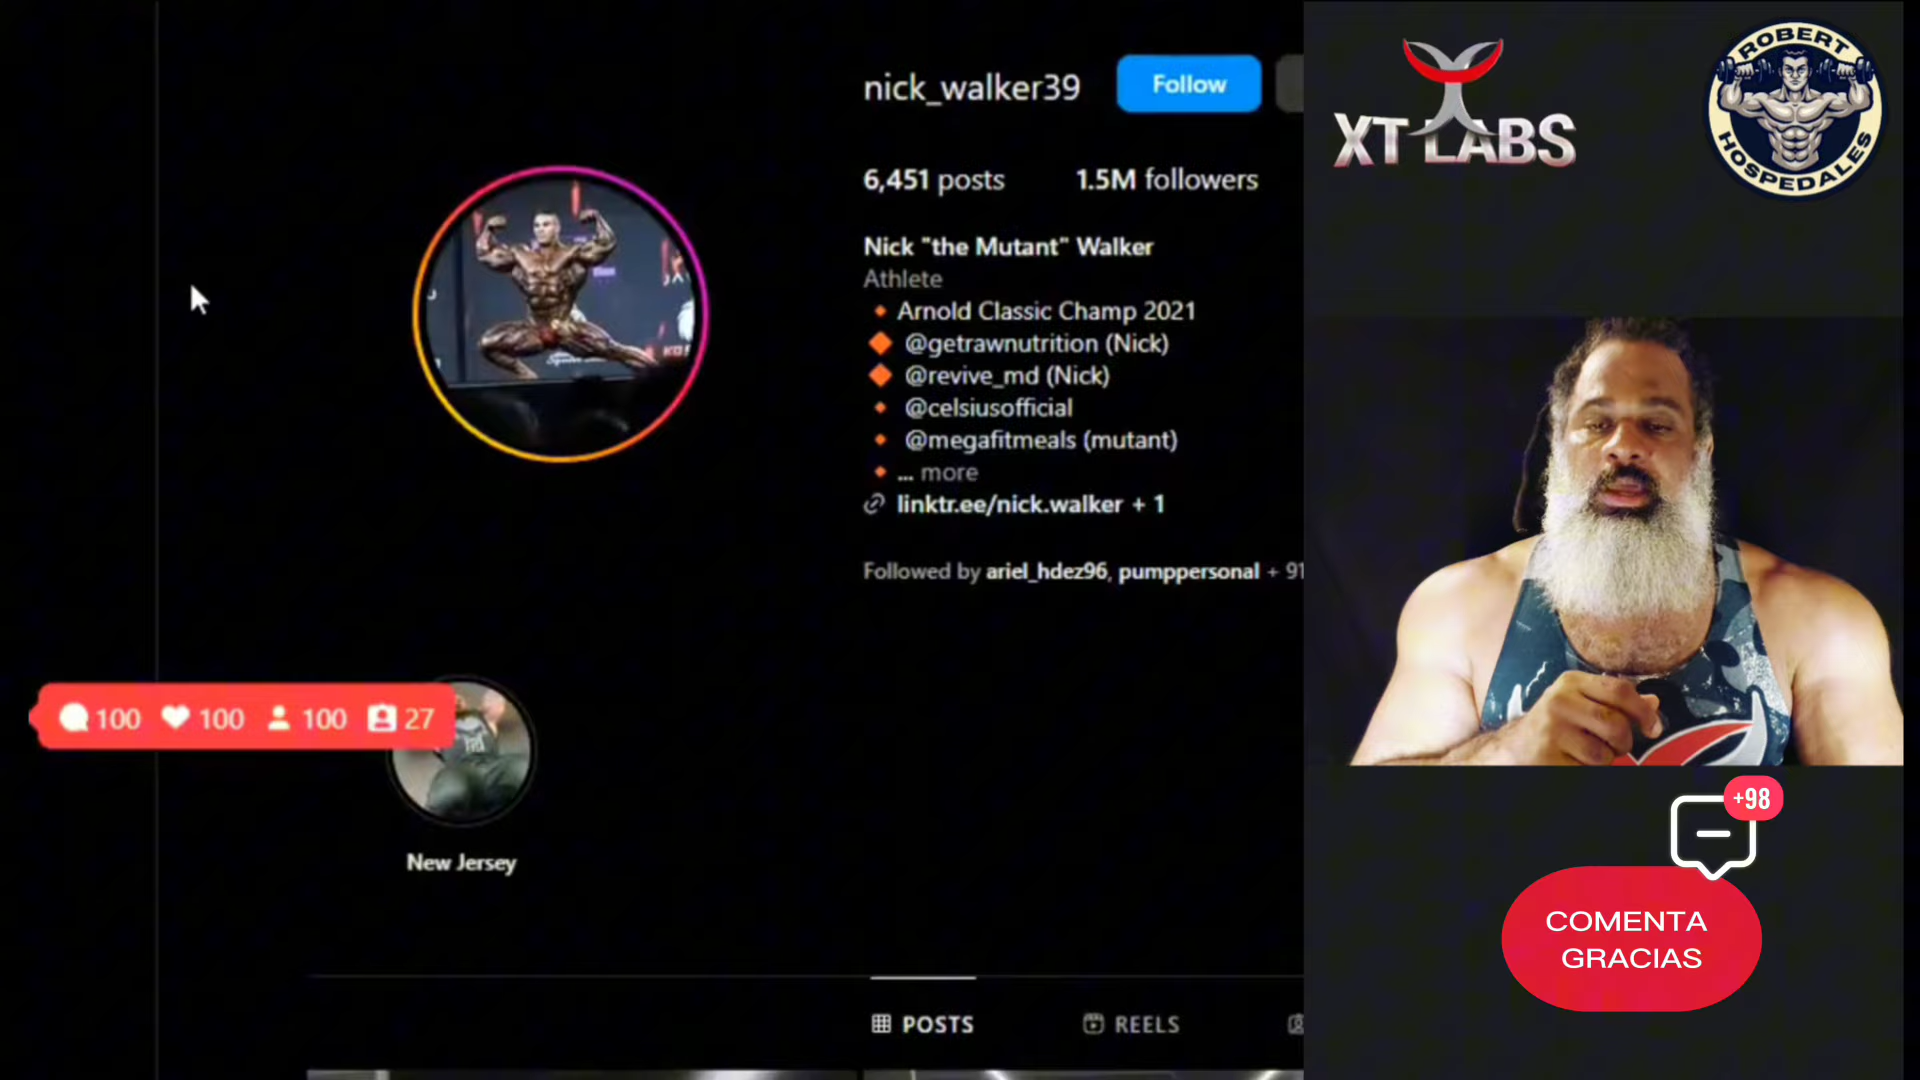 nick_walker39
Follow
6,451 posts
1.5M followers
Nick "the Mutant" Walker
Athlete
Arnold Classic Champ 2021
@getrawnutrition (Nick)
@revive_md (Nick)
@celsiusofficial
@megafitmeals (mutant)
... more
linktr.ee/nick.walker + 1
Followed by ariel_hdez96, pumppersonal + 91
100 100 100 27
New Jersey
POSTS
REELS
XT LABS
ROBERT
HOSPEDALES
+98
COMENTA
GRACIAS